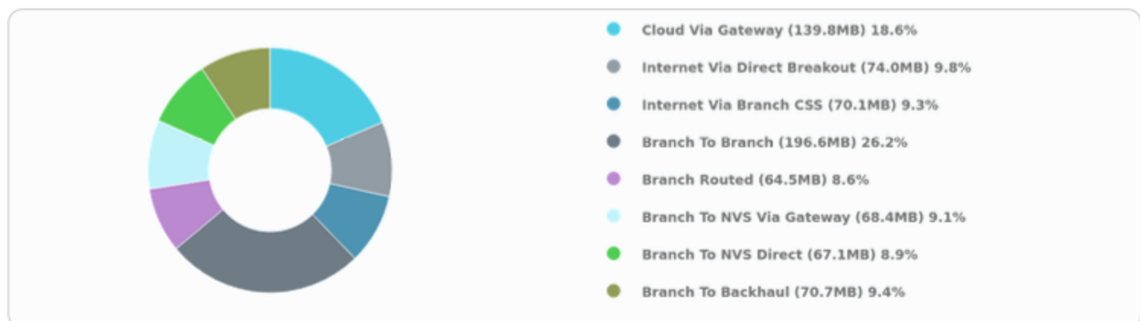 Cloud Via Gateway (139.8MB) 18.6%
Internet Via Direct Breakout (74.0MB) 9.8%
Internet Via Branch CSS (70.1MB) 9.3%
Branch To Branch (196.6MB) 26.2%
Branch Routed (64.5MB) 8.6%
Branch To NVS Via Gateway (68.4MB) 9.1%
Branch To NVS Direct (67.1MB) 8.9%
Branch To Backhaul (70.7MB) 9.4%